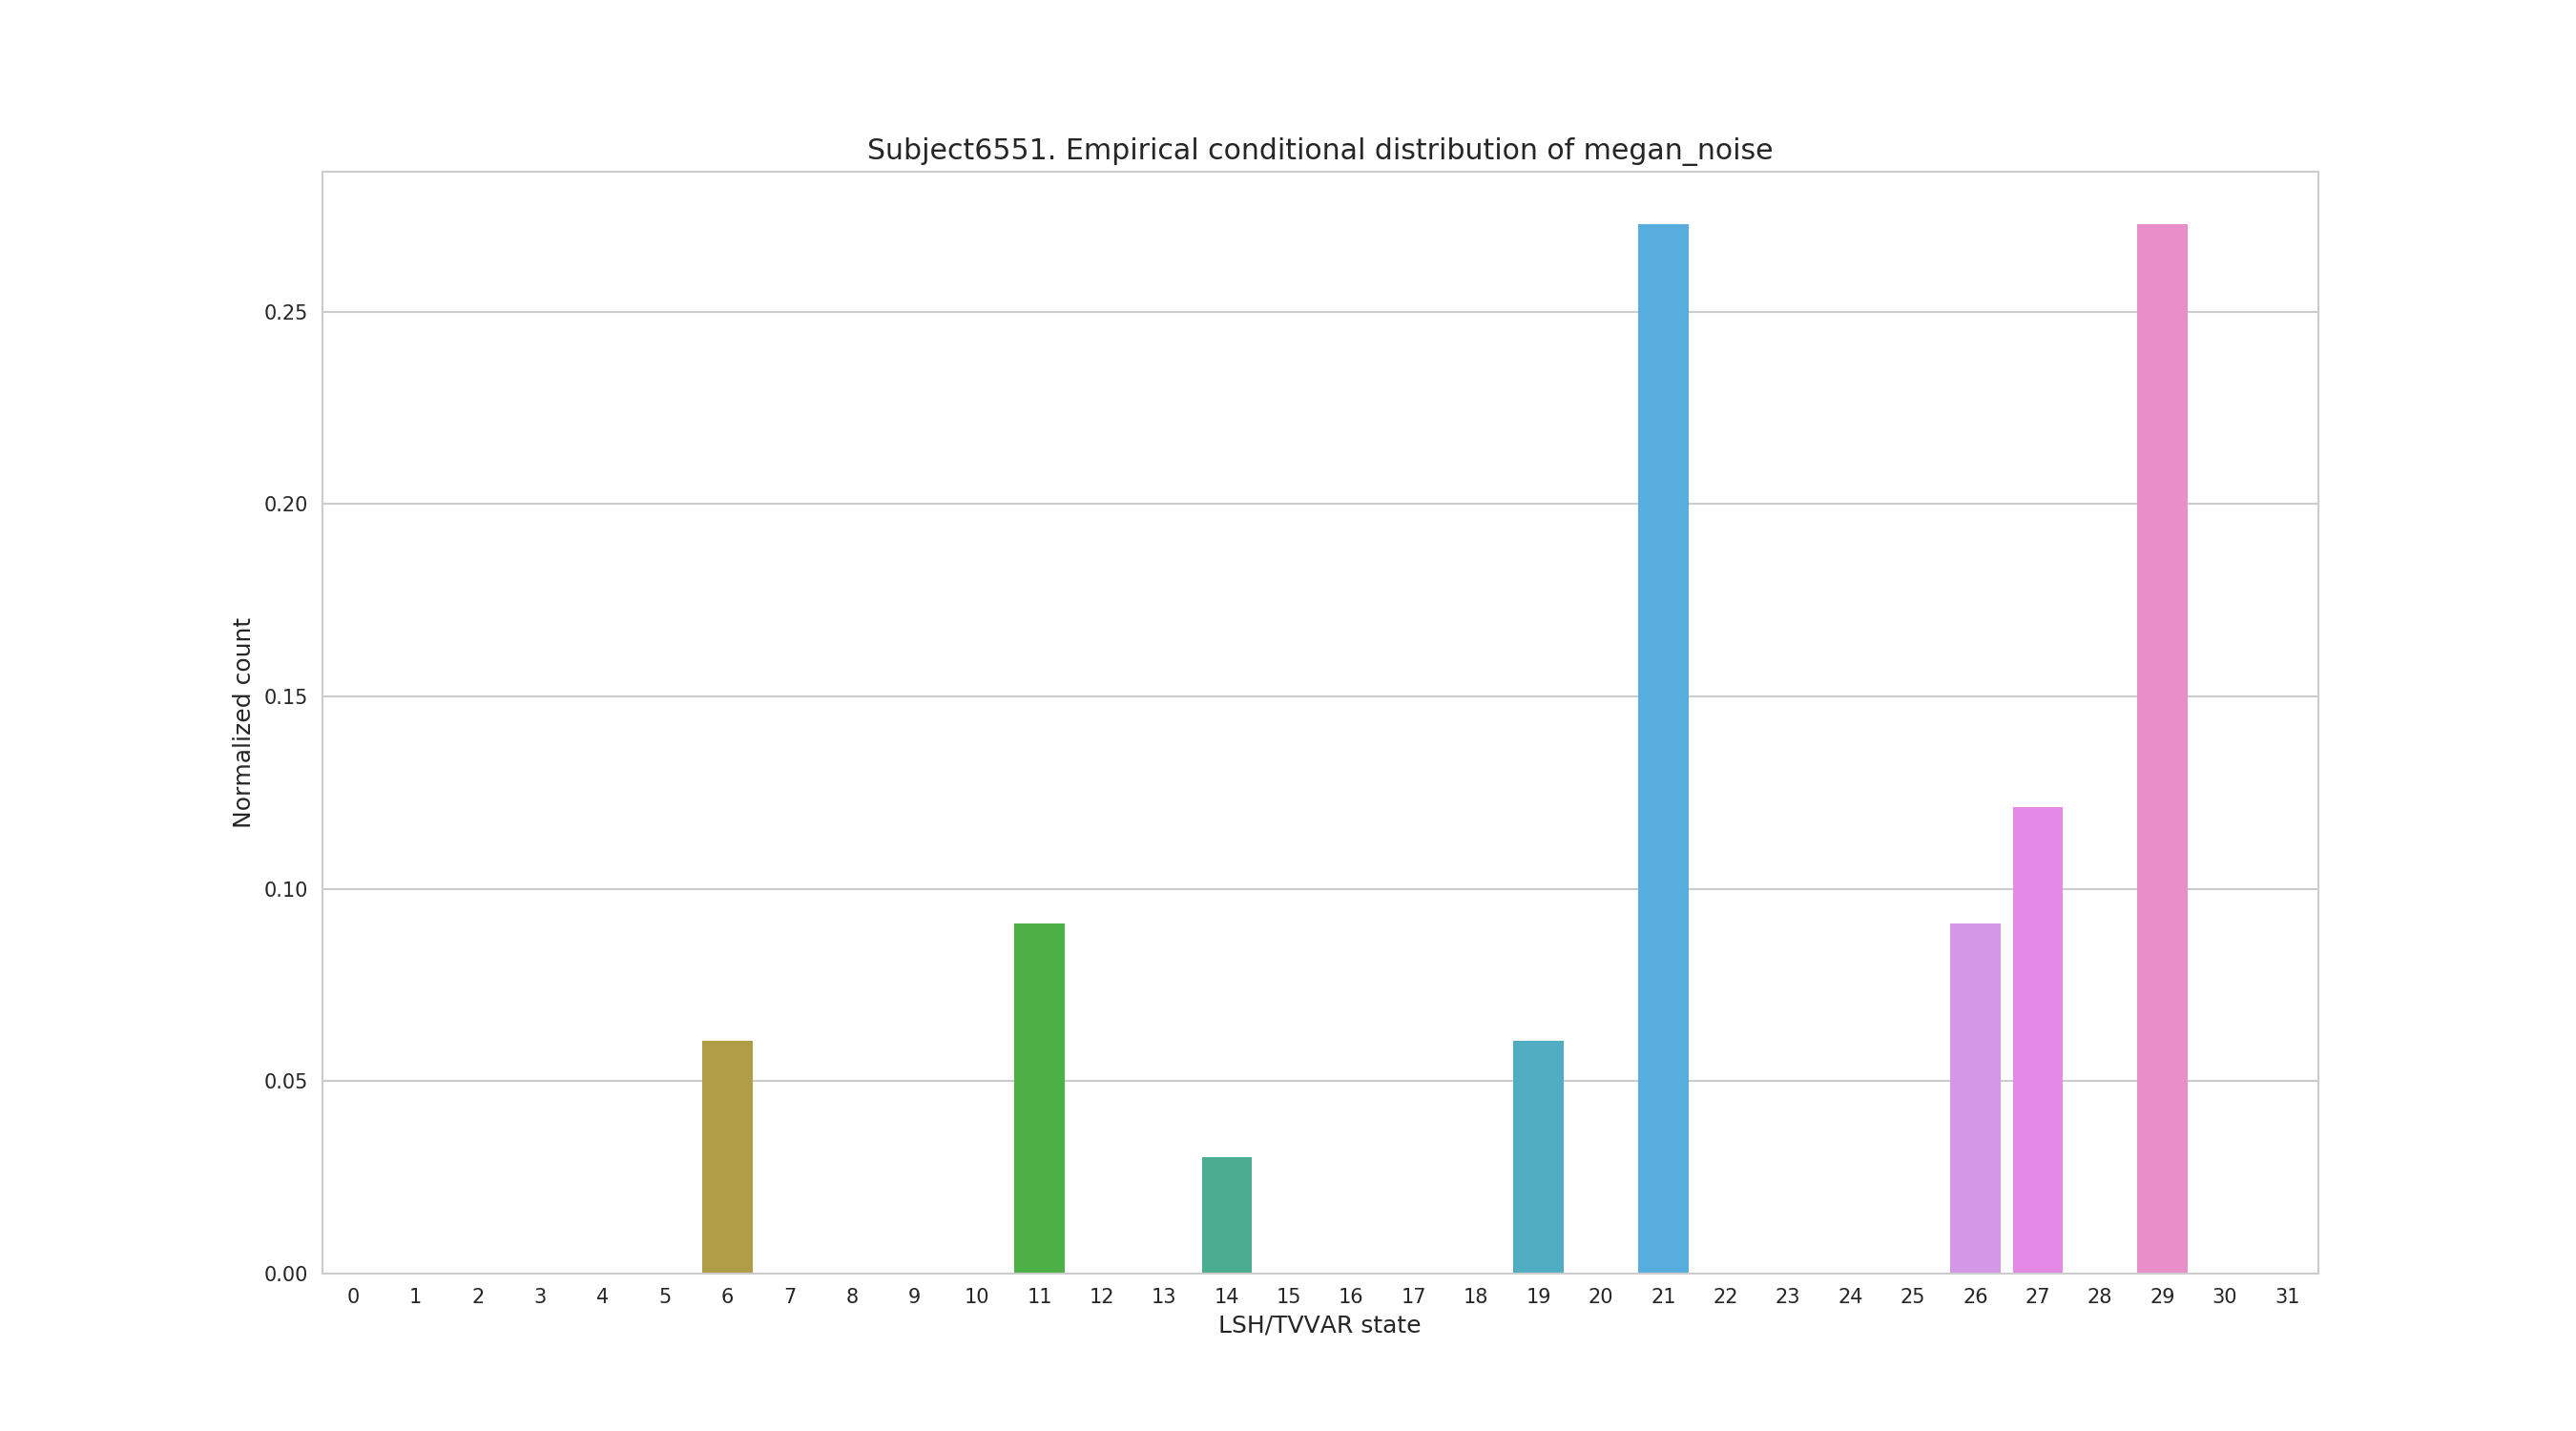 Subject6551. Empirical conditional distribution of megan_noise
Normalized count
0.25
0.20
0.15
0.10
0.05
0.00
0 1 2 3 4 5 6 7 8 9 10 11 12 13 14 15 16 17 18 19 20 21 22 23 24 25 26 27 28 29 30 31
LSH/TVVAR state